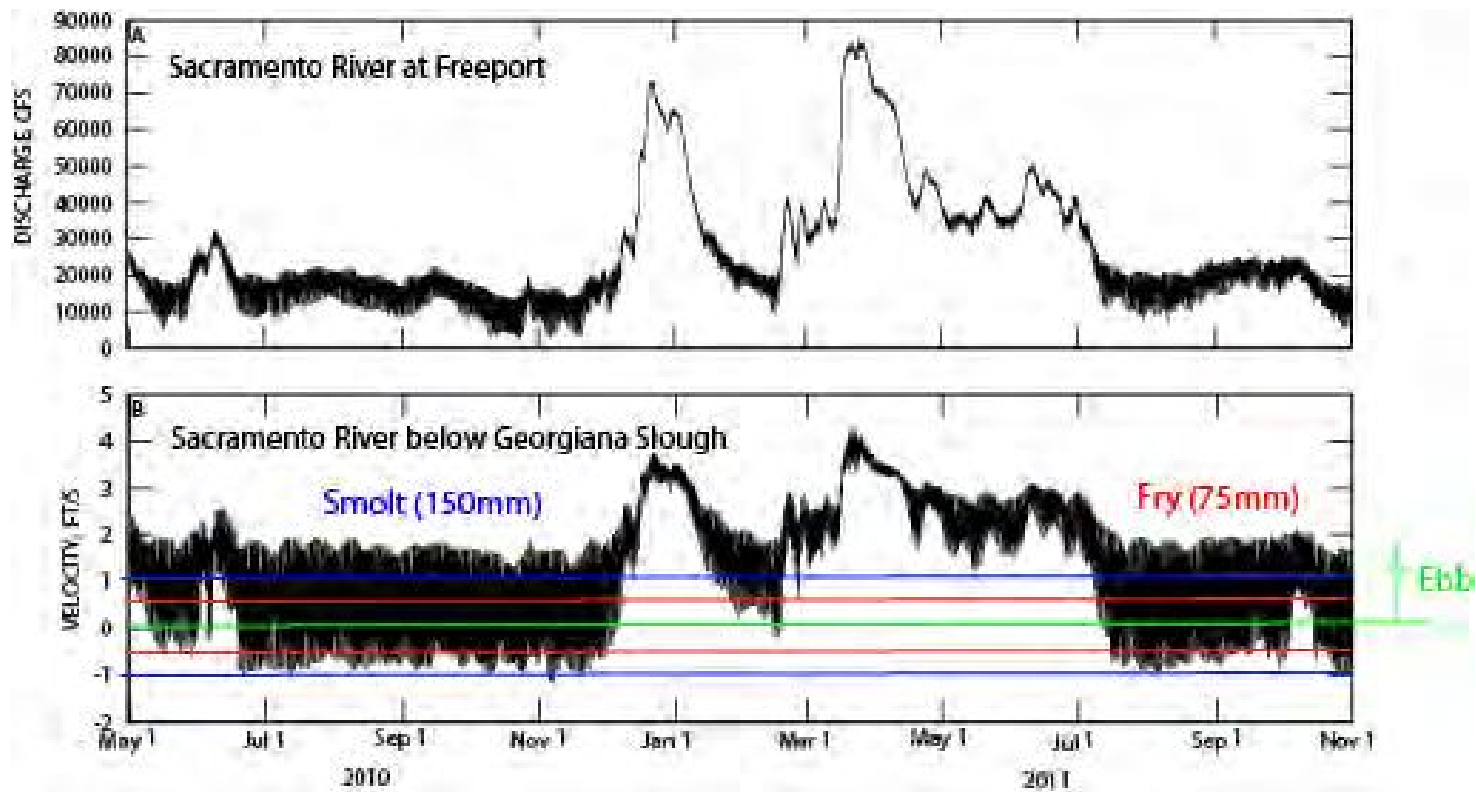 A
Sacramento River at Freeport
DISCHARGE, CFS
90000
80000
70000
60000
50000
40000
30000
20000
10000
0
B
Sacramento River below Georgiana Slough
Smolt (150mm)
Fry (75mm)
Ebb
VELOCITY, FT/S
5
4
3
2
1
0
-1
-2
May 1 Jul 1 Sep 1 Nov 1 Jan 1 Mar 1 May 1 Jul 1 Sep 1 Nov 1
2010 2011